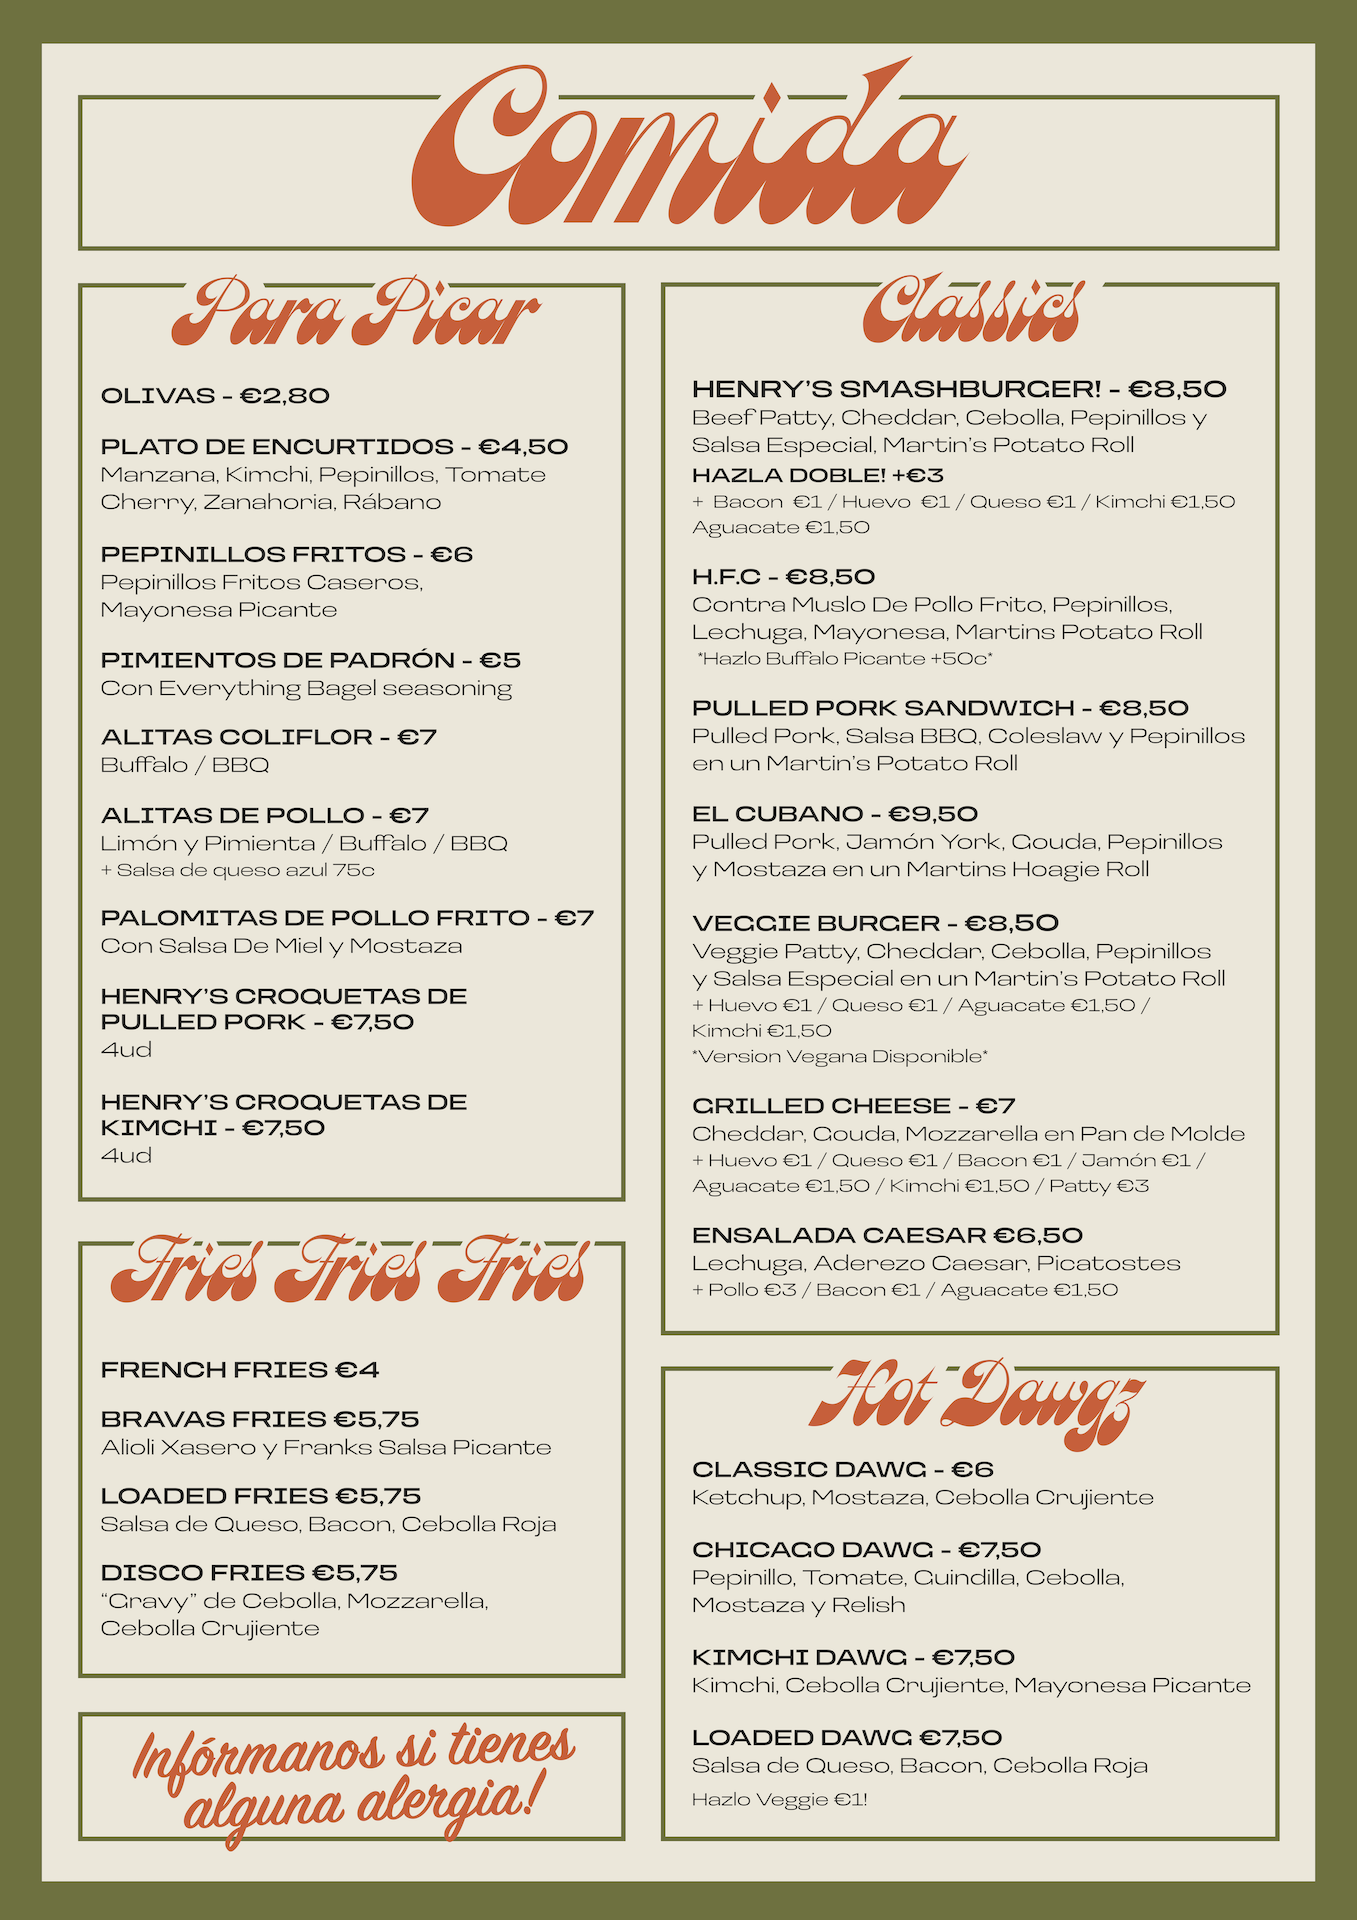 Comida
Para Picar
OLIVAS - €2,80
PLATO DE ENCURTIDOS - €4,50
Manzana, Kimchi, Pepinillos, Tomate
Cherry, Zanahoria, Rábano
PEPINILLOS FRITOS - €6
Pepinillos Fritos Caseros,
Mayonesa Picante
PIMIENTOS DE PADRÓN - €5
Con Everything Bagel seasoning
ALITAS COLIFLOR - €7
Buffalo / BBQ
ALITAS DE POLLO - €7
Limón y Pimienta / Buffalo / BBQ
+ Salsa de queso azul 75c
PALOMITAS DE POLLO FRITO - €7
Con Salsa De Miel y Mostaza
HENRY'S CROQUETAS DE
PULLED PORK - €7,50
4ud
HENRY'S CROQUETAS DE
KIMCHI - €7,50
4ud
Fries Fries Fries
FRENCH FRIES €4
BRAVAS FRIES €5,75
Alioli Xasero y Franks Salsa Picante
LOADED FRIES €5,75
Salsa de Queso, Bacon, Cebolla Roja
DISCO FRIES €5,75
“Gravy” de Cebolla, Mozzarella,
Cebolla Crujiente
Infórmanos si tienes
alguna alergia!
Classics
HENRY'S SMASHBURGER! - €8,50
Beef Patty, Cheddar, Cebolla, Pepinillos y
Salsa Especial, Martin's Potato Roll
HAZLA DOBLE! +€3
+ Bacon €1 / Huevo €1 / Queso €1 / Kimchi €1,50
Aguacate €1,50
H.F.C - €8,50
Contra Muslo De Pollo Frito, Pepinillos,
Lechuga, Mayonesa, Martins Potato Roll
*Hazlo Buffalo Picante +50c*
PULLED PORK SANDWICH - €8,50
Pulled Pork, Salsa BBQ, Coleslaw y Pepinillos
en un Martin's Potato Roll
EL CUBANO - €9,50
Pulled Pork, Jamón York, Gouda, Pepinillos
y Mostaza en un Martins Hoagie Roll
VEGGIE BURGER - €8,50
Veggie Patty, Cheddar, Cebolla, Pepinillos
y Salsa Especial en un Martin's Potato Roll
+ Huevo €1 / Queso €1 / Aguacate €1,50 /
Kimchi €1,50
*Version Vegana Disponible*
GRILLED CHEESE - €7
Cheddar, Gouda, Mozzarella en Pan de Molde
+ Huevo €1 / Queso €1 / Bacon €1 / Jamón €1 /
Aguacate €1,50 / Kimchi €1,50 / Patty €3
ENSALADA CAESAR €6,50
Lechuga, Aderezo Caesar, Picatostes
+ Pollo €3 / Bacon €1 / Aguacate €1,50
Hot Dawgz
CLASSIC DAWG - €6
Ketchup, Mostaza, Cebolla Crujiente
CHICAGO DAWG - €7,50
Pepinillo, Tomate, Guindilla, Cebolla,
Mostaza y Relish
KIMCHI DAWG - €7,50
Kimchi, Cebolla Crujiente, Mayonesa Picante
LOADED DAWG €7,50
Salsa de Queso, Bacon, Cebolla Roja
Hazlo Veggie €1!